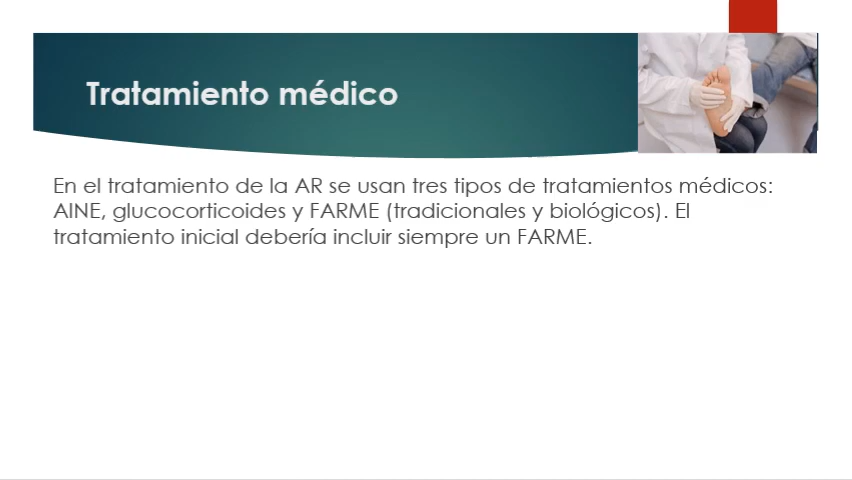 Tratamiento médico
En el tratamiento de la AR se usan tres tipos de tratamientos médicos:
AINE, glucocorticoides y FARME (tradicionales y biológicos). El
tratamiento inicial debería incluir siempre un FARME.